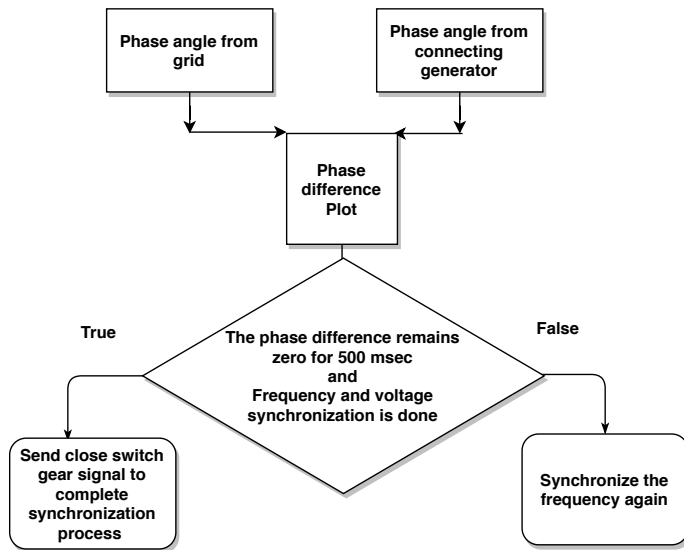 Phase angle from
grid
Phase angle from
connecting
generator
Phase
difference
Plot
True
False
The phase difference remains
zero for 500 msec
and
Frequency and voltage
synchronization is done
Send close switch
gear signal to
complete
synchronization
process
Synchronize the
frequency again